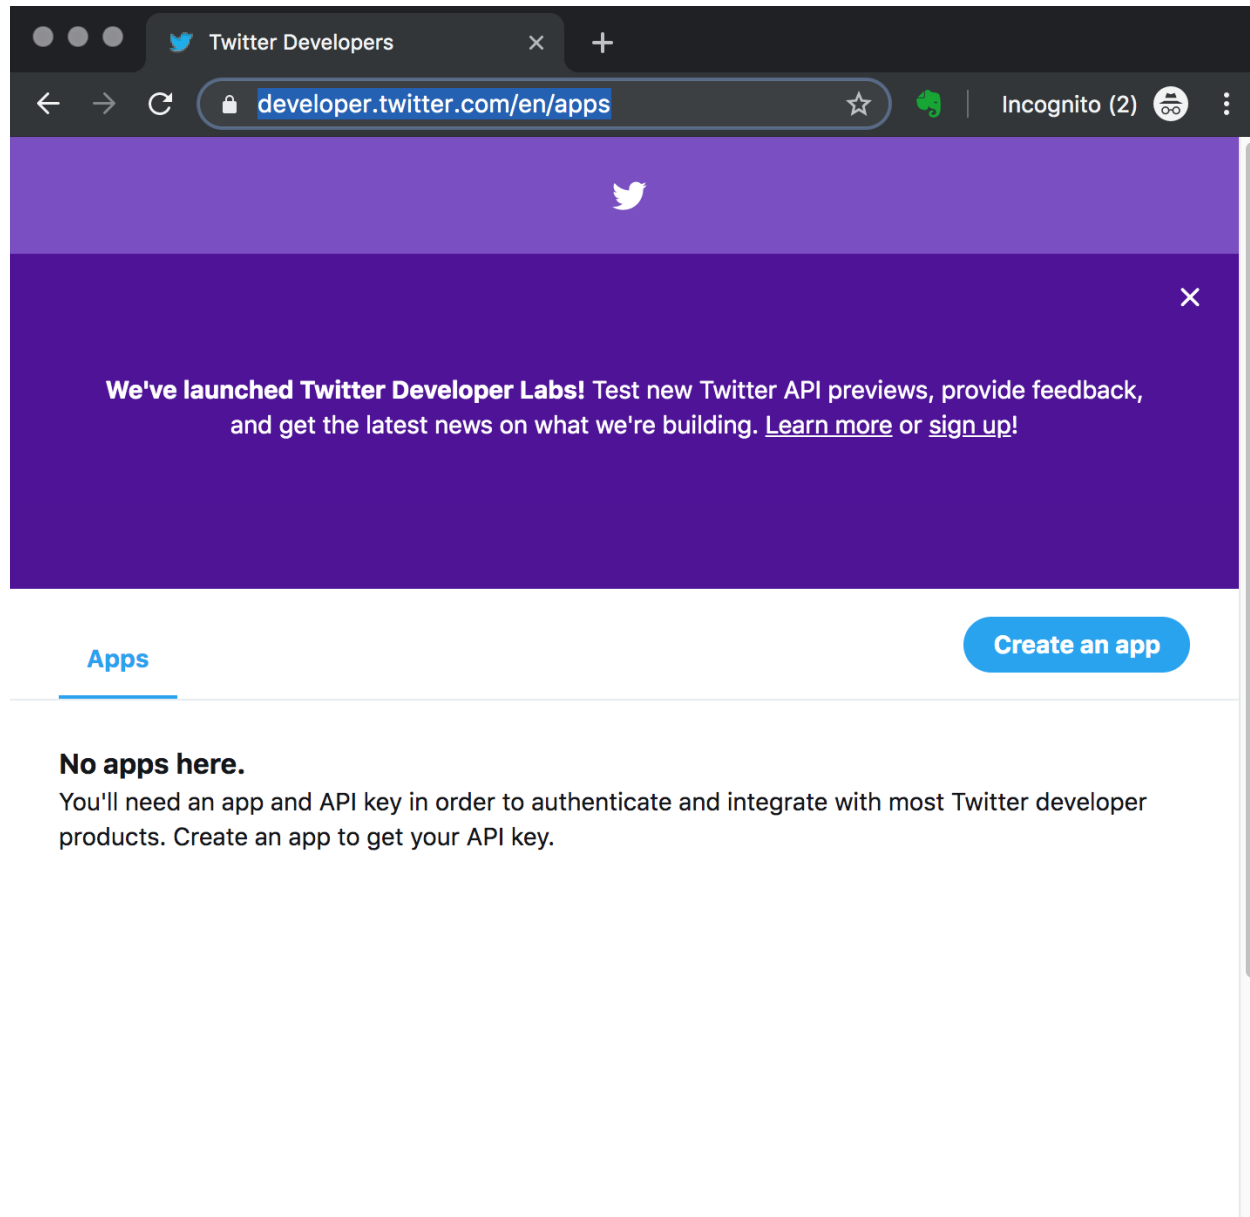 Twitter Developers
developer.twitter.com/en/apps
Incognito (2)
We've launched Twitter Developer Labs! Test new Twitter API previews, provide feedback,
and get the latest news on what we're building. Learn more or sign up!
Apps
Create an app
No apps here.
You'll need an app and API key in order to authenticate and integrate with most Twitter developer
products. Create an app to get your API key.